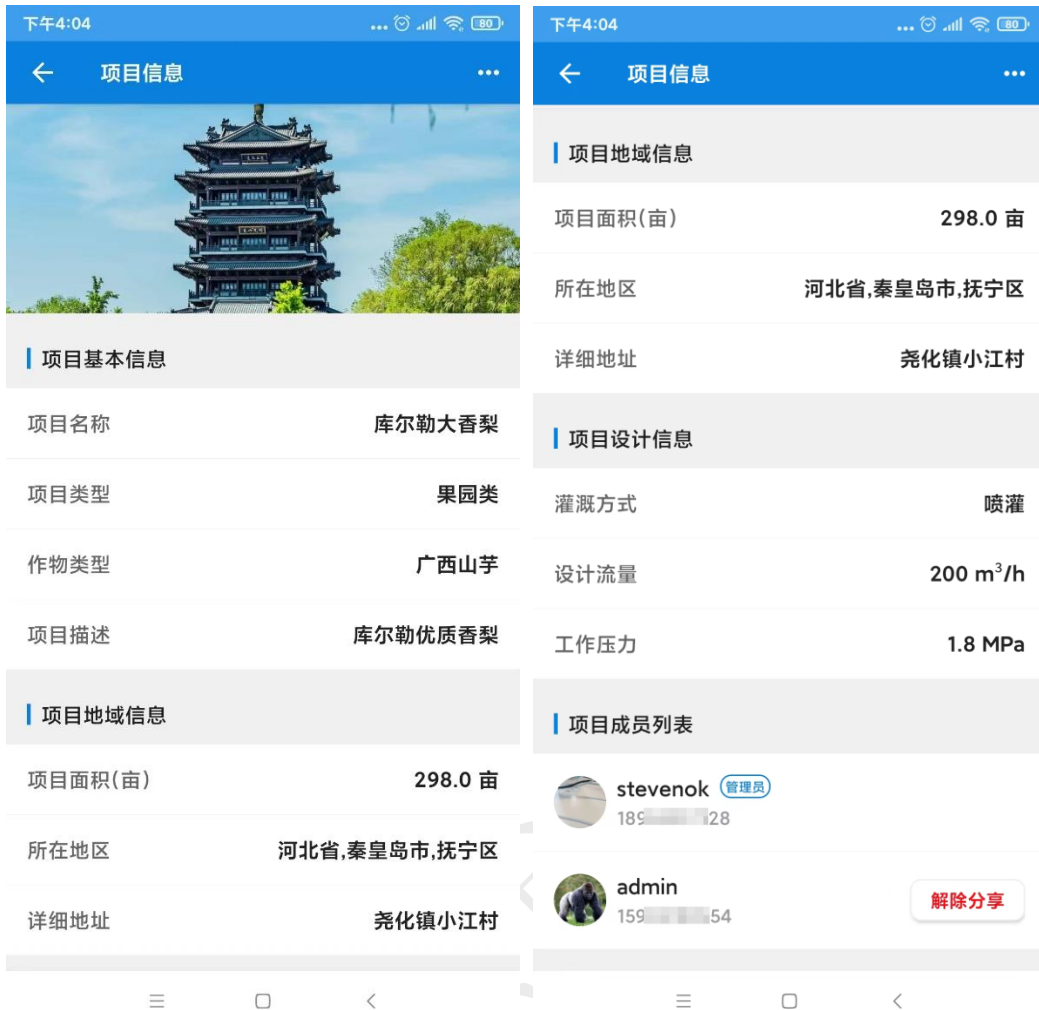 下午4:04
80
项目信息
项目基本信息
项目名称 库尔勒大香梨
项目类型 果园类
作物类型 广西山芋
项目描述 库尔勒优质香梨
项目地域信息
项目面积(亩) 298.0 亩
所在地区 河北省,秦皇岛市,抚宁区
详细地址 尧化镇小江村
下午4:04
80
项目信息
项目地域信息
项目面积(亩) 298.0 亩
所在地区 河北省,秦皇岛市,抚宁区
详细地址 尧化镇小江村
项目设计信息
灌溉方式 喷灌
设计流量 200 m³/h
工作压力 1.8 MPa
项目成员列表
stevenok 管理员
189 28
admin
159 54
解除分享